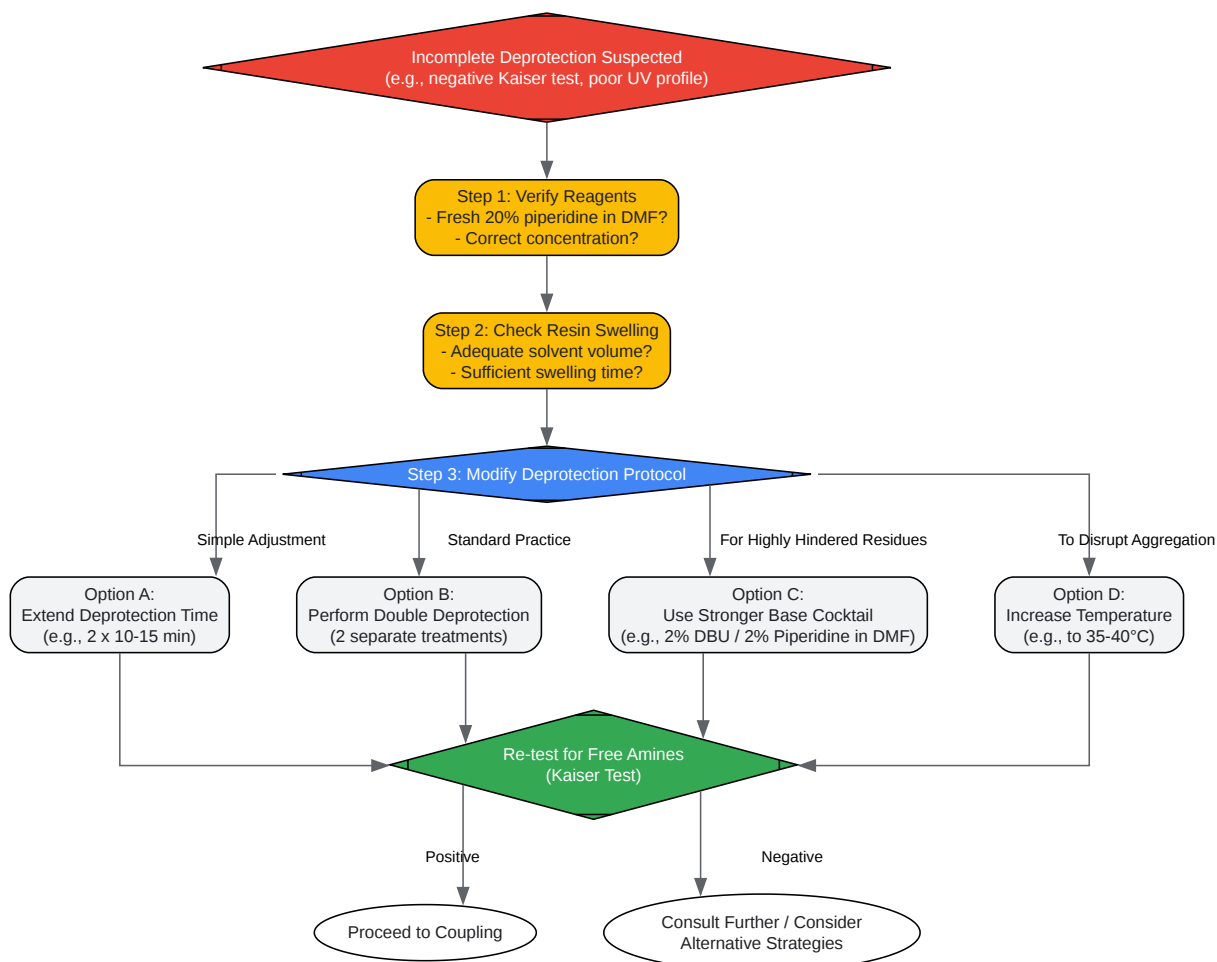 Incomplete Deprotection Suspected
(e.g., negative Kaiser test, poor UV profile)
Step 1: Verify Reagents
- Fresh 20% piperidine in DMF?
- Correct concentration?
Step 2: Check Resin Swelling
- Adequate solvent volume?
- Sufficient swelling time?
Step 3: Modify Deprotection Protocol
Simple Adjustment
Standard Practice
For Highly Hindered Residues
To Disrupt Aggregation
Option A:
Extend Deprotection Time
(e.g., 2 x 10-15 min)
Option B:
Perform Double Deprotection
(2 separate treatments)
Option C:
Use Stronger Base Cocktail
(e.g., 2% DBU / 2% Piperidine in DMF)
Option D:
Increase Temperature
(e.g., to 35-40°C)
Re-test for Free Amines
(Kaiser Test)
Positive
Negative
Proceed to Coupling
Consult Further / Consider
Alternative Strategies